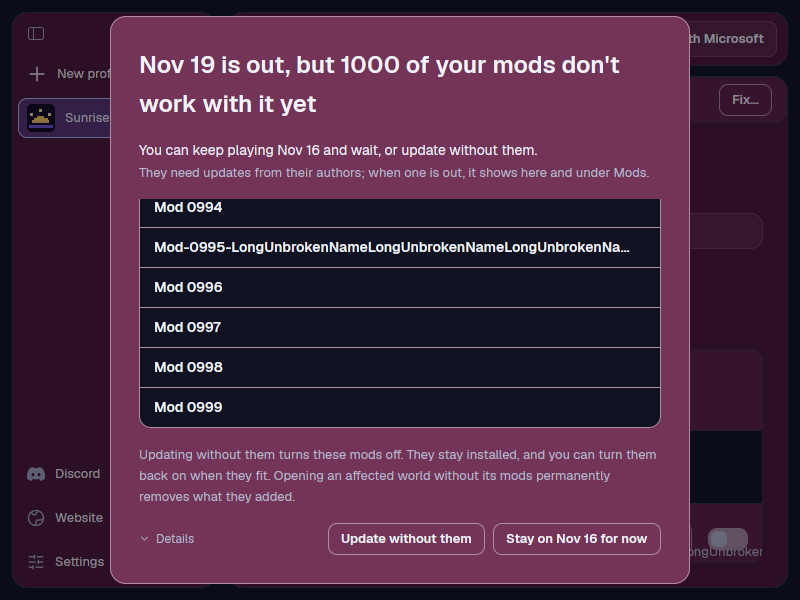 New prof
Sunrise
Discord
Website
Settings
th Microsoft
Fix...
ongUnbroken
Nov 19 is out, but 1000 of your mods don't
work with it yet
You can keep playing Nov 16 and wait, or update without them.
They need updates from their authors; when one is out, it shows here and under Mods.
Mod 0994
Mod-0995-LongUnbrokenNameLongUnbrokenNameLongUnbrokenNa...
Mod 0996
Mod 0997
Mod 0998
Mod 0999
Updating without them turns these mods off. They stay installed, and you can turn them
back on when they fit. Opening an affected world without its mods permanently
removes what they added.
Details
Update without them
Stay on Nov 16 for now